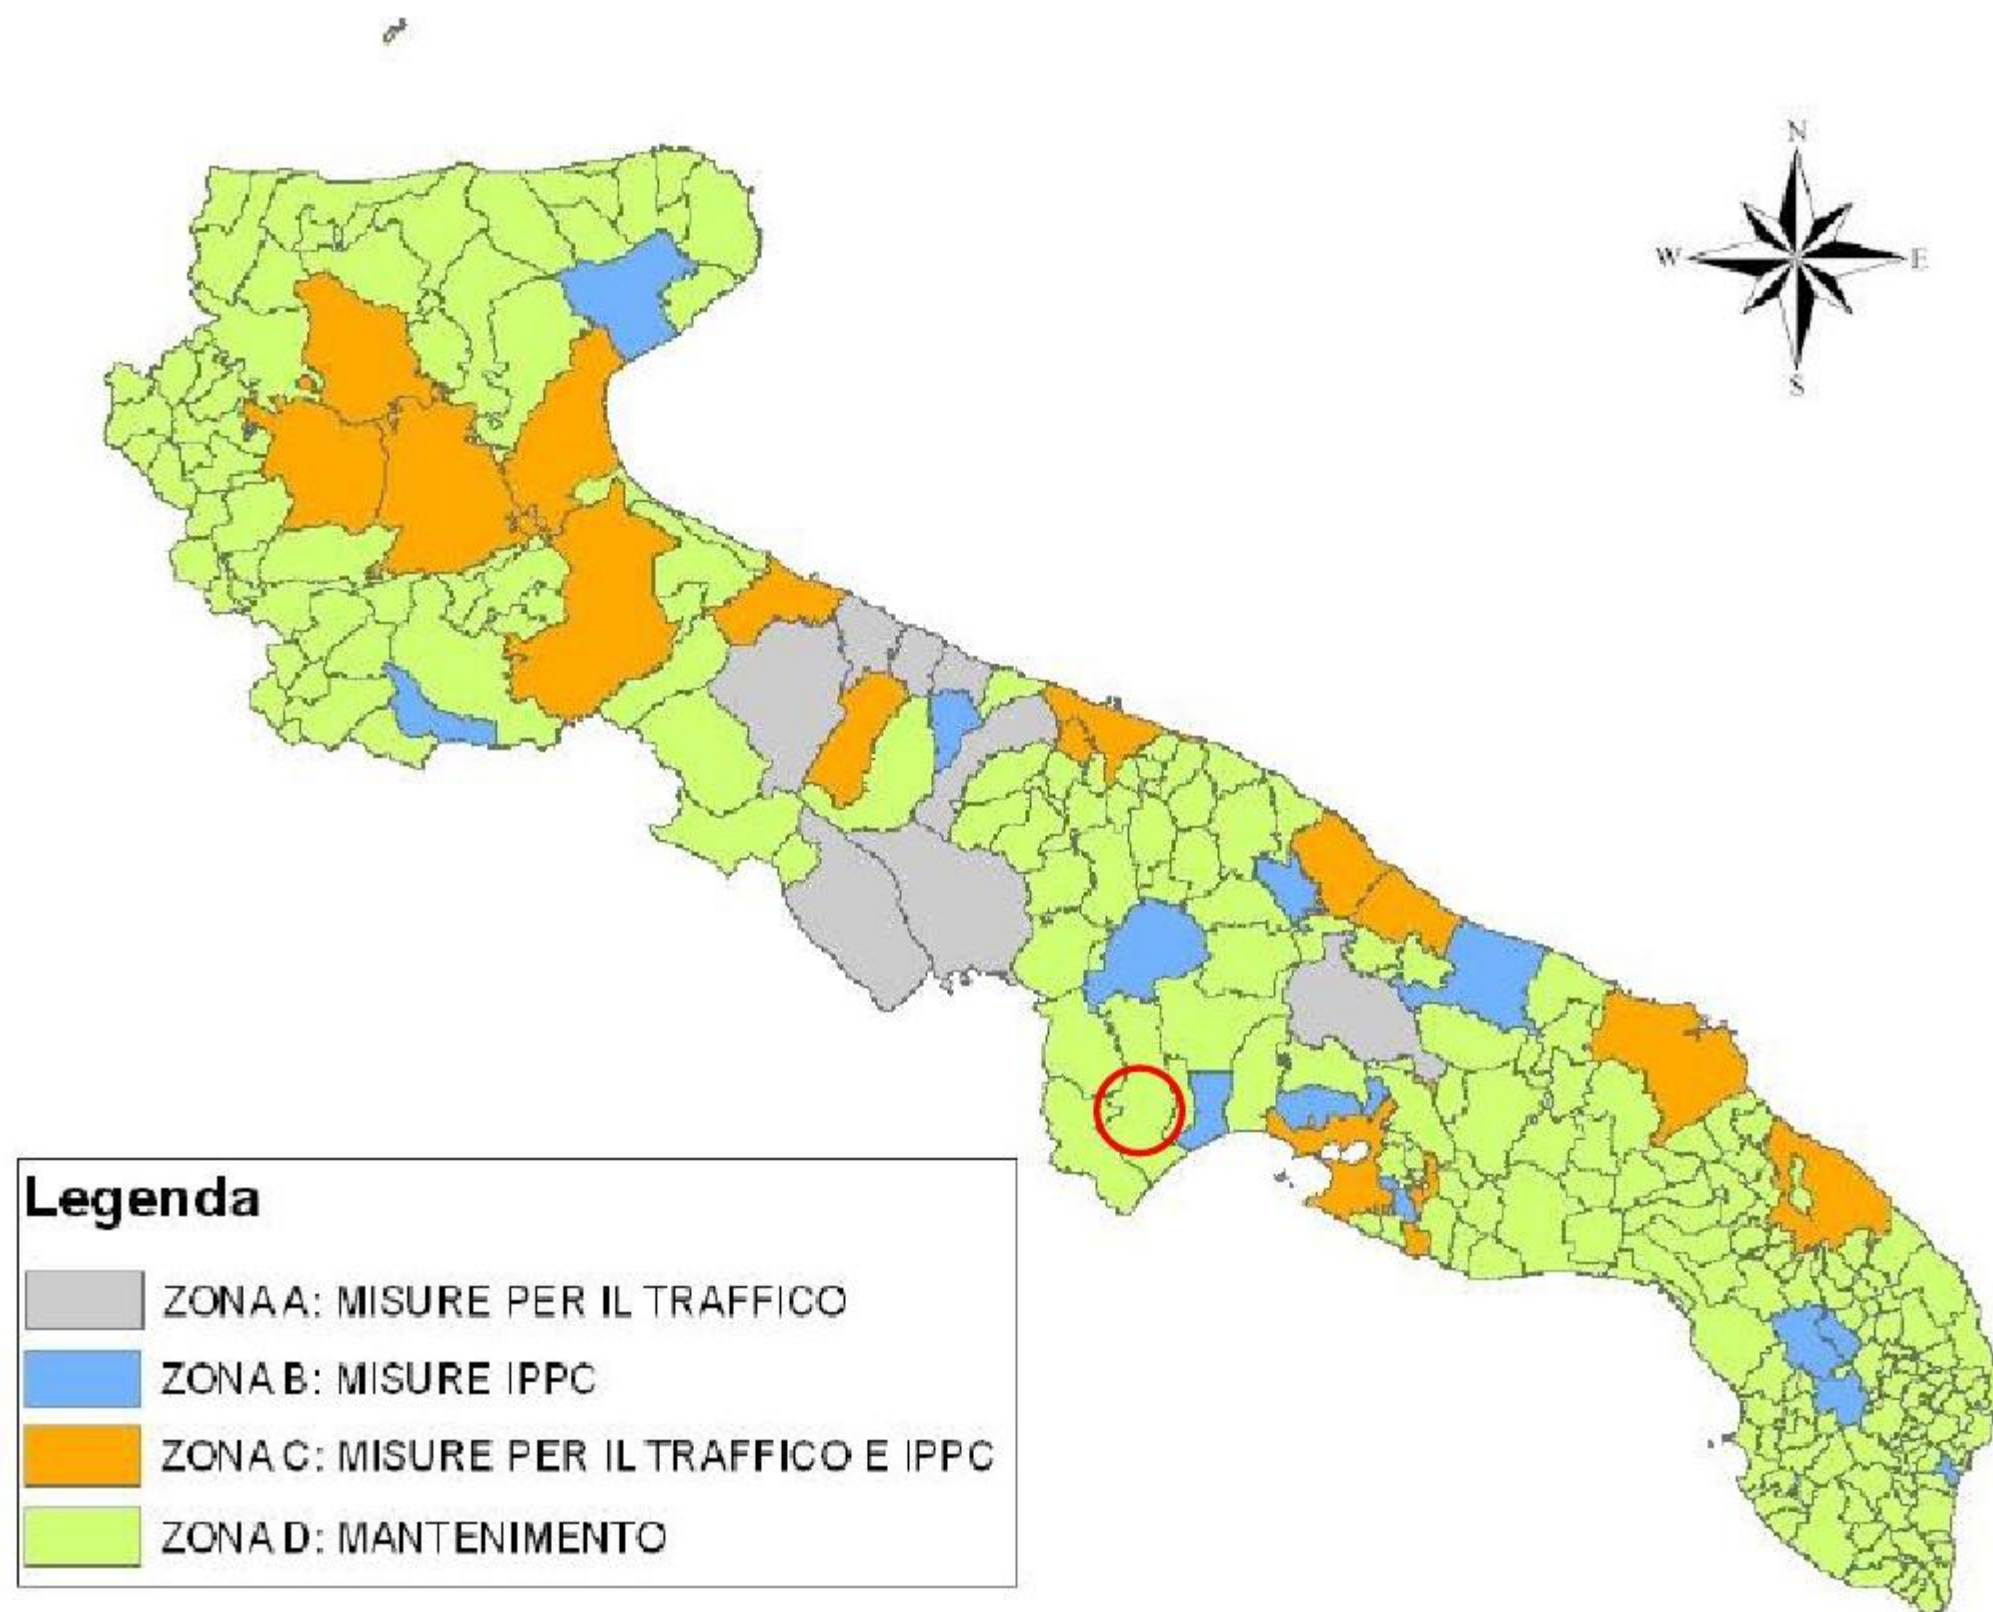 N
W
E
S
Legenda
ZONA A: MISURE PER IL TRAFFICO
ZONA B: MISURE IPPC
ZONA C: MISURE PER IL TRAFFICO E IPPC
ZONA D: MANTENIMENTO